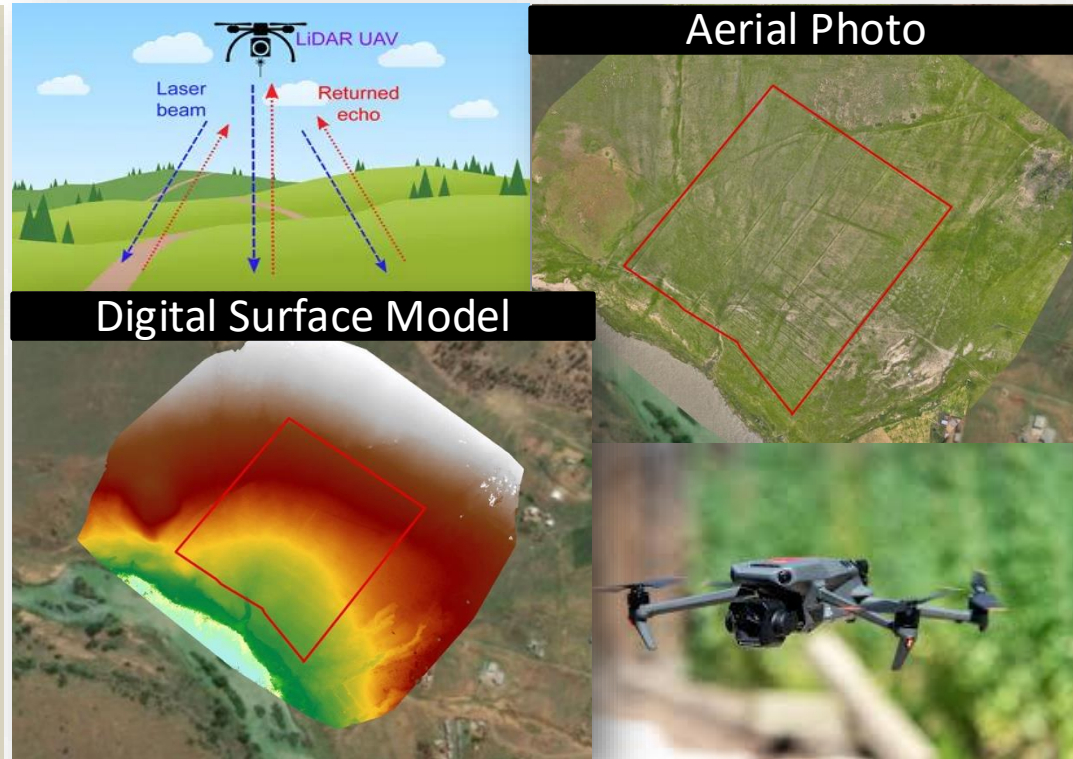 LiDAR UAV
Laser
beam
Returned
echo
Aerial Photo
Digital Surface Model